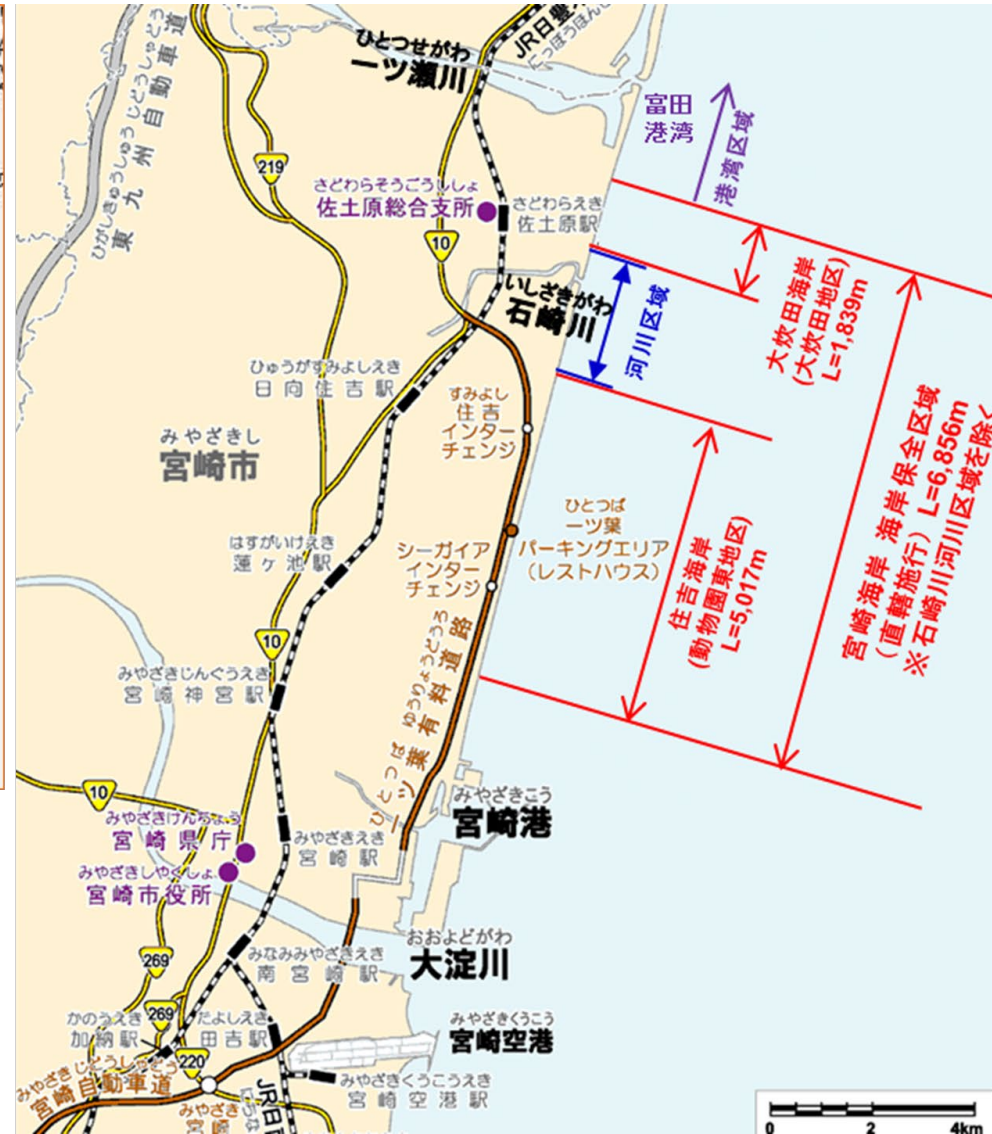 ひとつせがわ
一ツ瀬川
JR日豊
にっぽうほん
富田
港湾
港湾区域
ひがしきゅうしゅうじどうしゃどう
東九州自動車道
219
さどわらそうごうししょ
佐土原総合支所
さどわらえき
佐土原駅
10
いしざきがわ
石崎川
河川区域
大炊田海岸
(大炊田地区)
L=1,839m
ひゅうがすみよしえき
日向住吉駅
すみよし
住吉
インター
チェンジ
みやざきし
宮崎市
ひとつば
一ツ葉
パーキングエリア
(レストハウス)
はすがいけえき
蓮ヶ池駅
シーガイア
インター
チェンジ
住吉海岸
(動物園東地区)
L=5,017m
宮崎海岸 海岸保全区域
(直轄施行) L=6,856m
※石崎川河川区域を除く
10
みやざきじんぐうえき
宮崎神宮駅
ひとつば ゆうりょうどうろ
一ツ葉有料道路
10
みやざきけんちょう
宮崎県庁
みやざきしやくしょ
宮崎市役所
みやざきえき
宮崎駅
みやざきこう
宮崎港
おおよどがわ
大淀川
みなみみやざきえき
南宮崎駅
269
269
かのうえき
加納駅
たよしえき
田吉駅
220
みやざきくうこう
宮崎空港
みやざきじどうしゃどう
宮崎自動車道
みやざきくうこうえき
宮崎空港駅
みやざき
JR日
0 2 4km